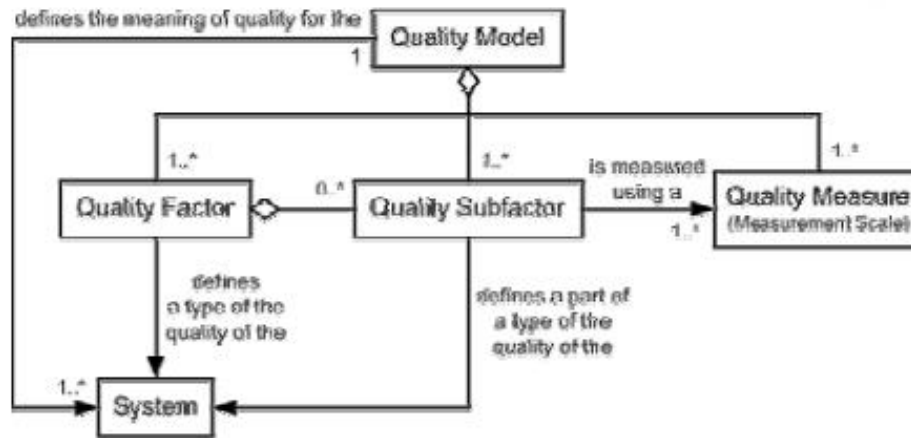 defines the meaning of quality for the
Quality Model
1
1..*
1..*
1..*
0..*
is measured
using a
Quality Factor
Quality Subfactor
Quality Measure
(Measurement Scale)
1..*
defines
a type of the
quality of the
defines a part of
a type of the
quality of the
1..*
System